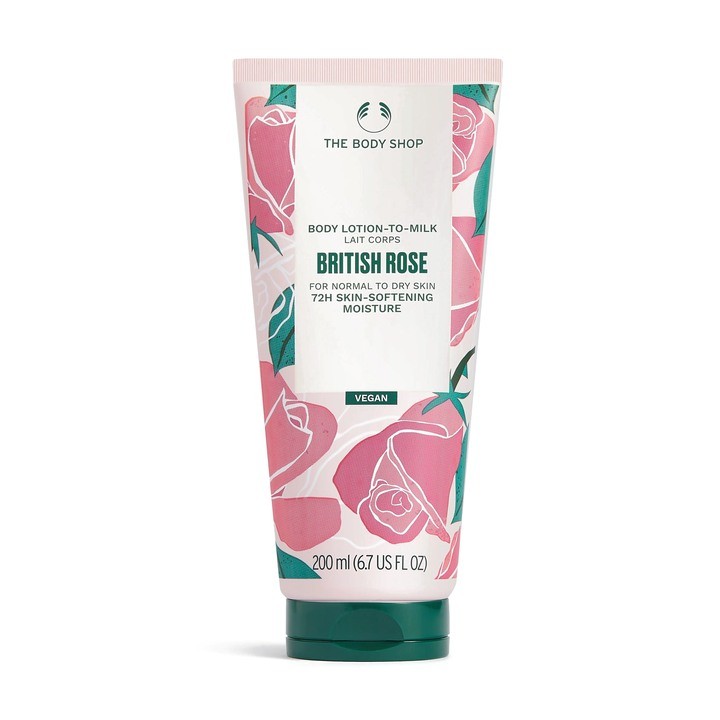 THE BODY SHOP
BODY LOTION-TO-MILK
LAIT CORPS
BRITISH ROSE
FOR NORMAL TO DRY SKIN
72H SKIN-SOFTENING
MOISTURE
VEGAN
200 ml (6.7 US FL OZ)